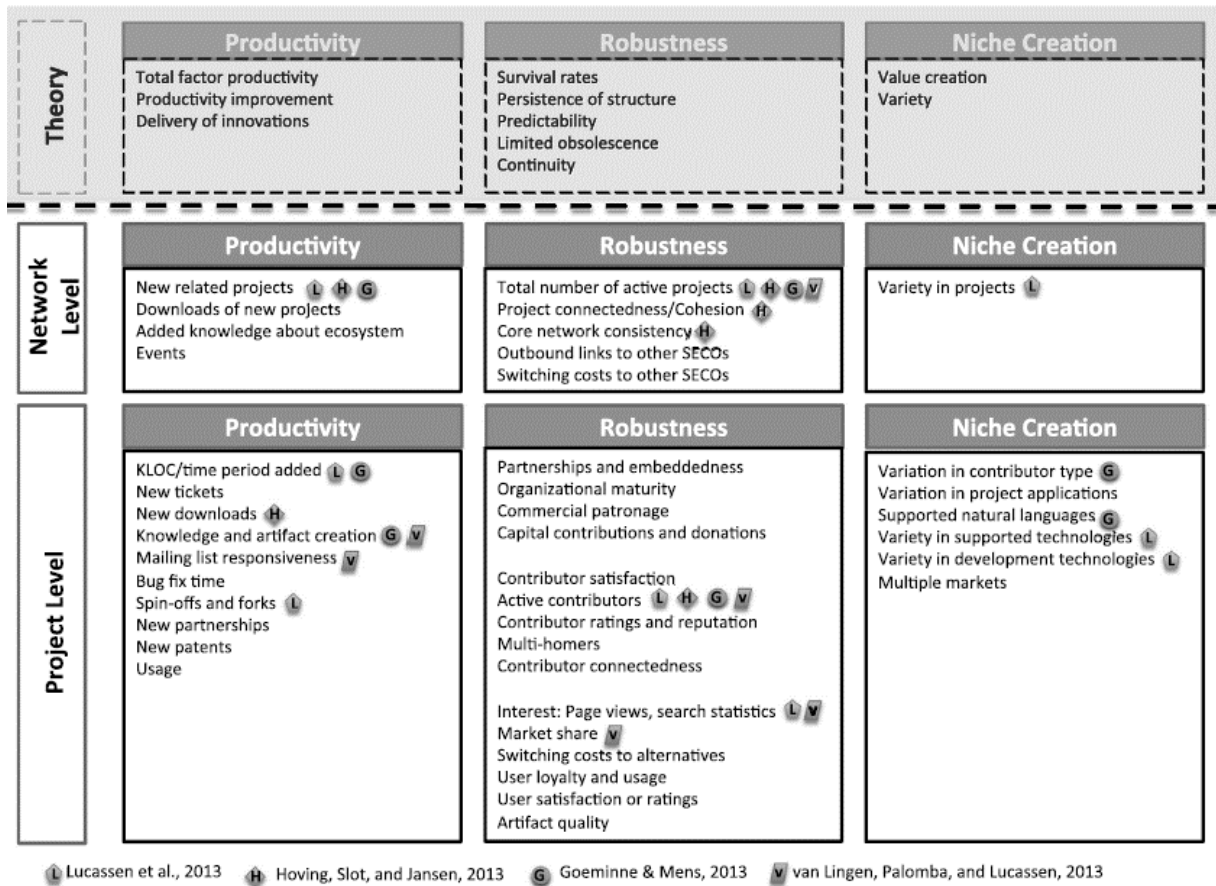 Theory
Productivity
Total factor productivity
Productivity improvement
Delivery of innovations
Robustness
Survival rates
Persistence of structure
Predictability
Limited obsolescence
Continuity
Niche Creation
Value creation
Variety
Network
Level
Productivity
New related projects L H G
Downloads of new projects
Added knowledge about ecosystem
Events
Robustness
Total number of active projects L H G v
Project connectedness/Cohesion H
Core network consistency H
Outbound links to other SECOs
Switching costs to other SECOs
Niche Creation
Variety in projects L
Project Level
Productivity
KLOC/time period added L G
New tickets
New downloads H
Knowledge and artifact creation G v
Mailing list responsiveness v
Bug fix time
Spin-offs and forks L
New partnerships
New patents
Usage
Robustness
Partnerships and embeddedness
Organizational maturity
Commercial patronage
Capital contributions and donations
Contributor satisfaction
Active contributors L H G v
Contributor ratings and reputation
Multi-homers
Contributor connectedness
Interest: Page views, search statistics L v
Market share v
Switching costs to alternatives
User loyalty and usage
User satisfaction or ratings
Artifact quality
Niche Creation
Variation in contributor type G
Variation in project applications
Supported natural languages G
Variety in supported technologies L
Variety in development technologies L
Multiple markets
L Lucassen et al., 2013 H Hoving, Slot, and Jansen, 2013 G Goeminne & Mens, 2013 v van Lingen, Palomba, and Lucassen, 2013